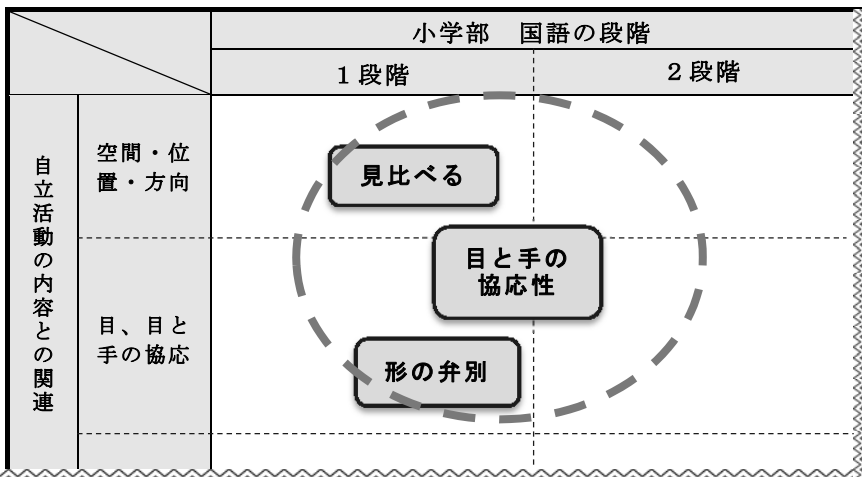 小学部 国語の段階
1段階
2段階
自立活動の内容との関連
空間・位
置・方向
見比べる
目と手の
協応性
目、目と
手の協応
形の弁別